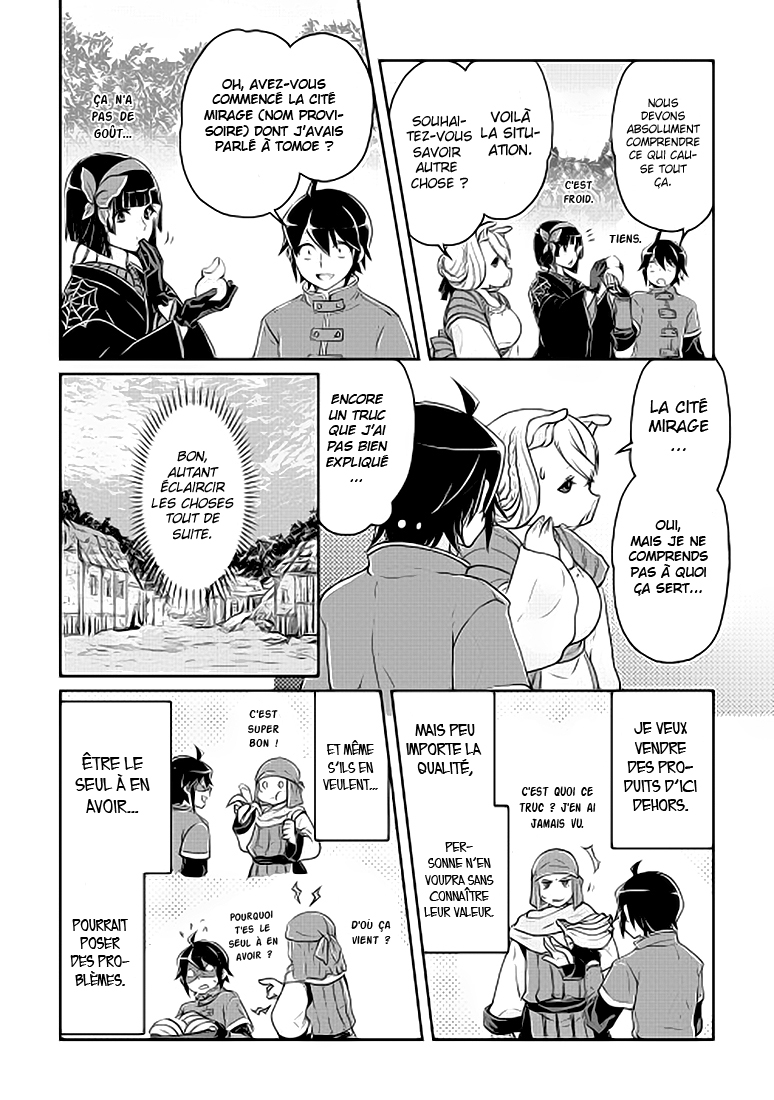 NOUS
DEVONS
ABSOLUMENT
COMPRENDRE
CE QUI CAU-
SE TOUT
ÇA.
VOILÀ
LA SITU-
ATION.
SOUHAI-
TEZ-VOUS
SAVOIR
AUTRE
CHOSE ?
C'EST
FROID.
TIENS.
OH, AVEZ-VOUS
COMMENCÉ LA CITÉ
MIRAGE (NOM PROVI-
SOIRE) DONT J'AVAIS
PARLÉ À TOMOE ?
ÇA N'A
PAS DE
GOÛT...
LA CITÉ
MIRAGE
...
OUI,
MAIS JE NE
COMPRENDS
PAS À QUOI
ÇA SERT...
ENCORE
UN TRUC
QUE J'AI
PAS BIEN
EXPLIQUÉ
...
BON,
AUTANT
ÉCLAIRCIR
LES CHOSES
TOUT DE
SUITE.
JE VEUX
VENDRE
DES PRO-
DUITS D'ICI
DEHORS.
MAIS PEU
IMPORTE LA
QUALITÉ,
C'EST QUOI CE
TRUC ? J'EN AI
JAMAIS VU.
PER-
SONNE N'EN
VOUDRA SANS
CONNAÎTRE
LEUR VALEUR.
ET MÊME
S'ILS EN
VEULENT...
C'EST
SUPER
BON !
ÊTRE LE
SEUL À EN
AVOIR...
D'OÙ ÇA
VIENT ?
POURQUOI
T'ES LE
SEUL À EN
AVOIR ?
POURRAIT
POSER
DES PRO-
BLÈMES.